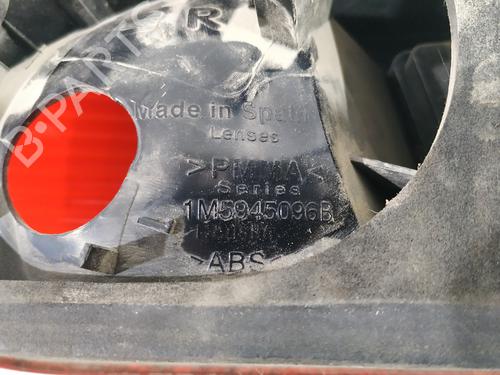 R
Made in Spain
Lenses
>PMMA<
Series
1M5945096B
>ABS<
B-PARTS